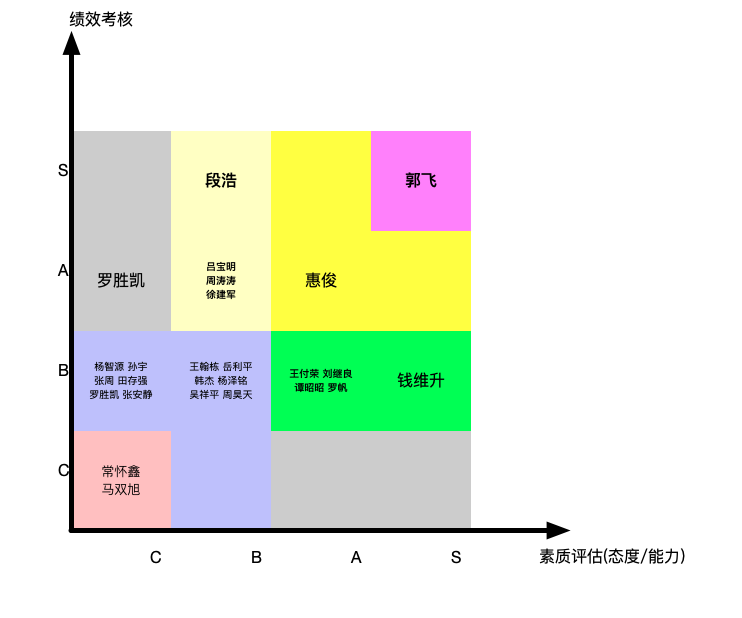 绩效考核
S
段浩
郭飞
A
罗胜凯
吕宝明
周涛涛
徐建军
惠俊
B
杨智源 孙宇
张周 田存强
罗胜凯 张安静
王翰栋 岳利平
韩杰 杨泽铭
吴祥平 周昊天
王付荣 刘继良
谭昭昭 罗帆
钱维升
C
常怀鑫
马双旭
C
B
A
S
素质评估(态度/能力)